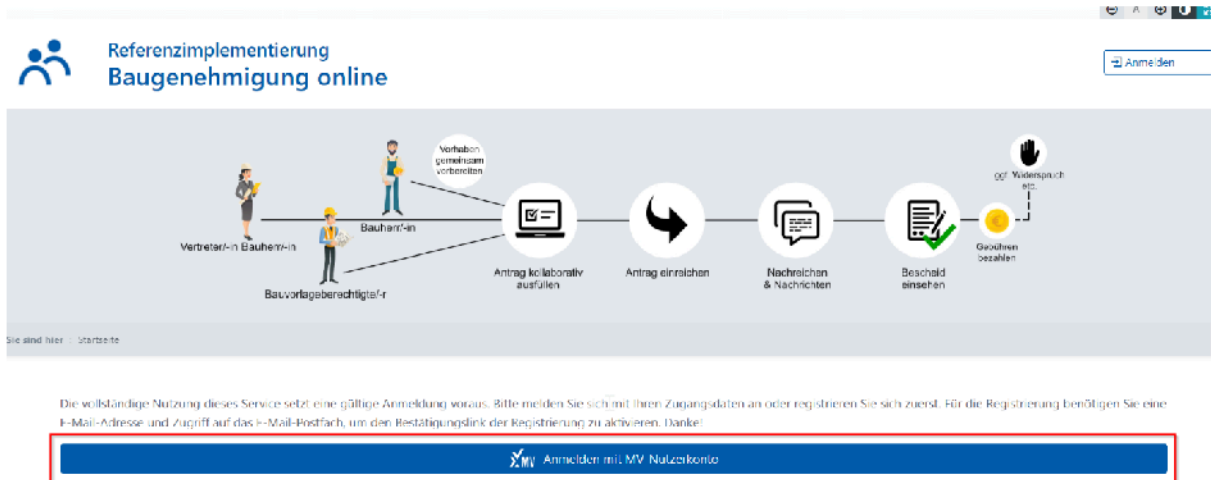 Referenzimplementierung
Baugenehmigung online
Anmelden
Vorhaben
gemeinsam
vorbereiten
ggf. Widerspruch
etc.
Vertreter/-in Bauherr/-in
Bauherr/-in
Bauvorlageberechtigte/-r
Antrag kollaborativ
ausfüllen
Antrag einreichen
Nachreichen
& Nachrichten
Bescheid
einsehen
Gebühren
bezahlen
Sie sind hier : Startseite
Die vollständige Nutzung dieses Service setzt eine gültige Anmeldung voraus. Bitte melden Sie sich mit Ihren Zugangsdaten an oder registrieren Sie sich zuerst. Für die Registrierung benötigen Sie eine
E-Mail-Adresse und Zugriff auf das E-Mail-Postfach, um den Bestätigungslink der Registrierung zu aktivieren. Danke!
MV Anmelden mit MV Nutzerkonto